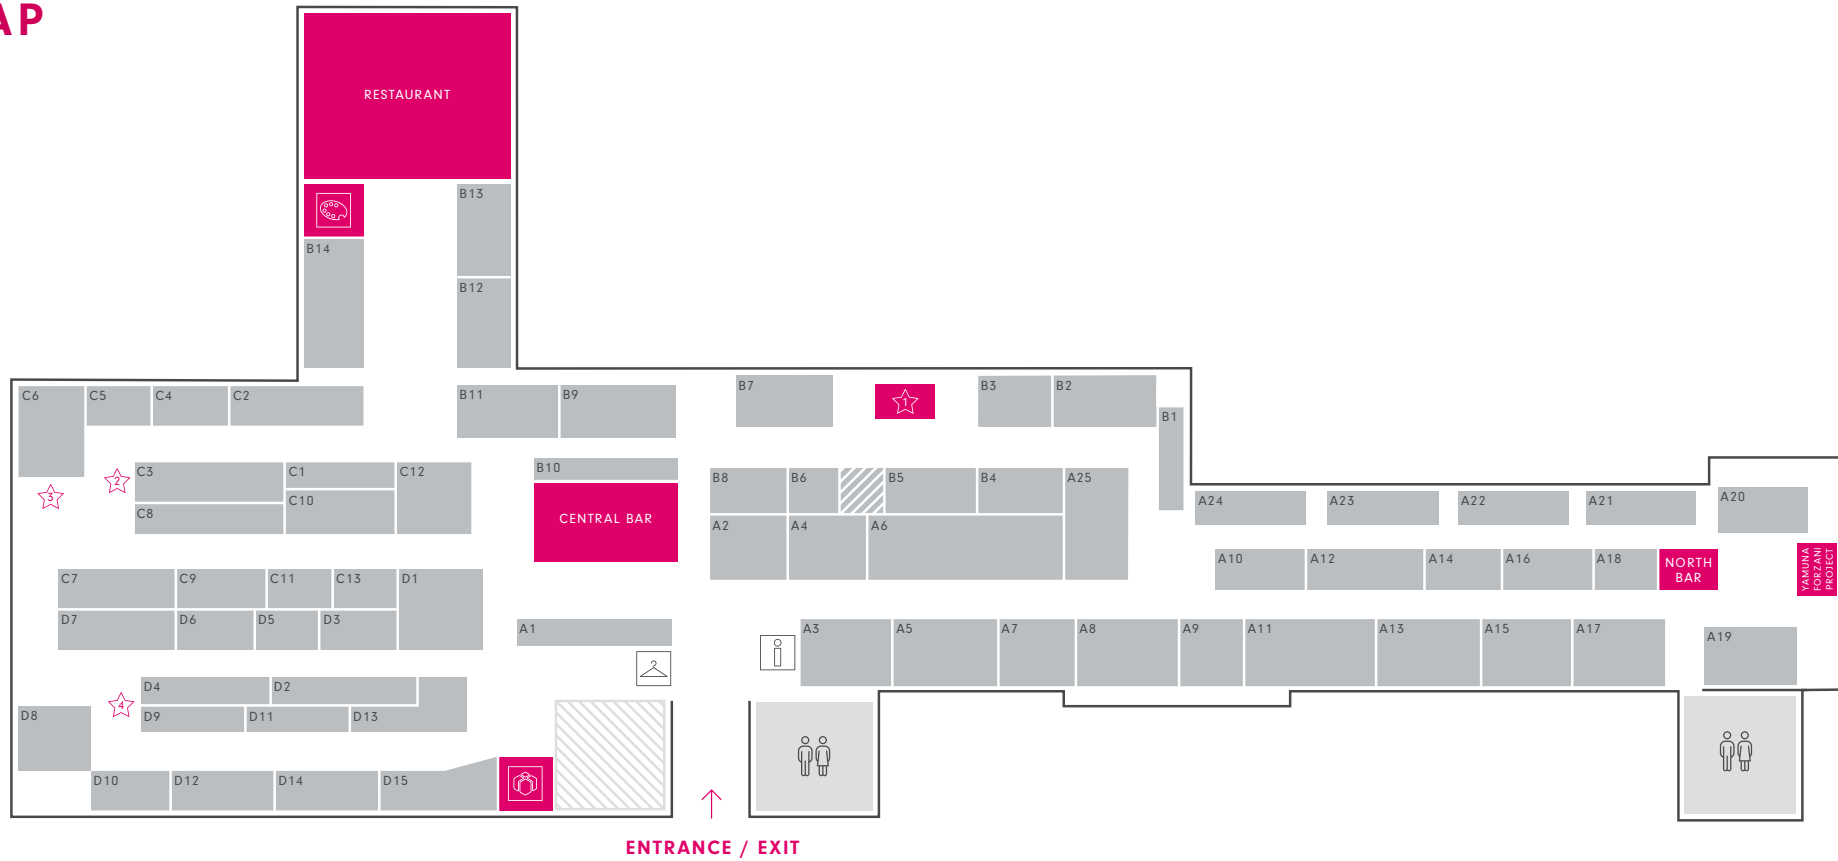 AP
RESTAURANT
B13
B14
B12
C6
C5
C4
C2
B11
B9
B7
1
B3
B2
B1
C3
C1
C12
2
3
C10
C8
B10
CENTRAL BAR
B8
B6
B5
B4
A25
A2
A4
A6
A24
A23
A22
A21
A20
A10
A12
A14
A16
A18
NORTH
BAR
YAMUNA
FORZANI
PROJECT
C7
C9
C11
C13
D1
D7
D6
D5
D3
A1
A3
A5
A7
A8
A9
A11
A13
A15
A17
A19
D4
D2
4
D9
D11
D13
D8
D10
D12
D14
D15
ENTRANCE / EXIT